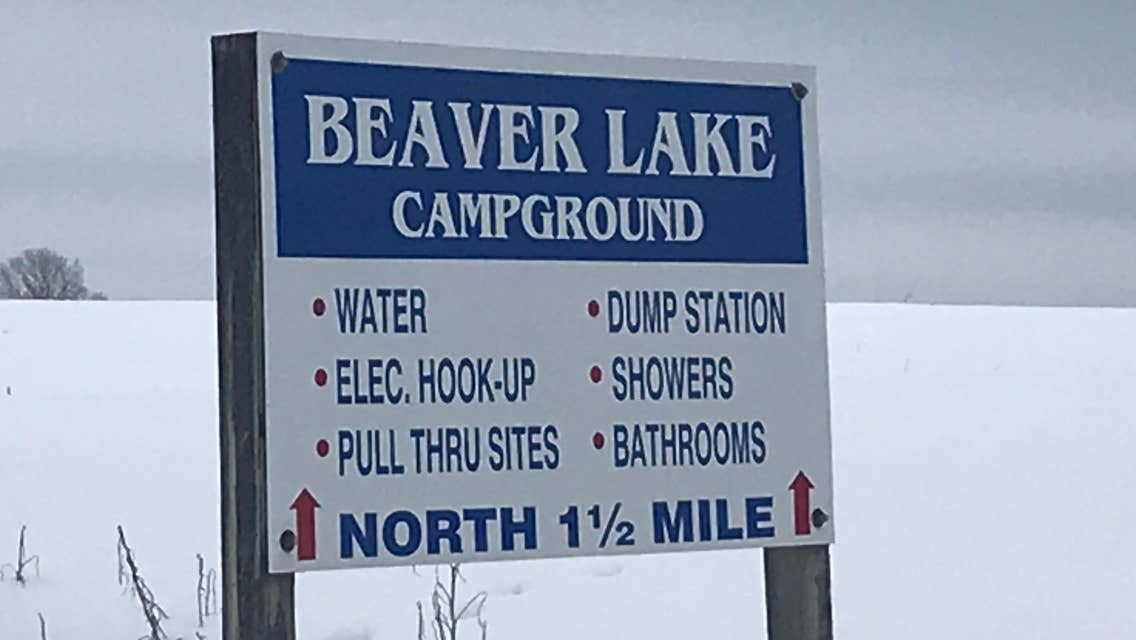 BEAVER LAKE
CAMPGROUND
• WATER
• ELEC. HOOK-UP
• PULL THRU SITES
• DUMP STATION
• SHOWERS
• BATHROOMS
NORTH 1½ MILE